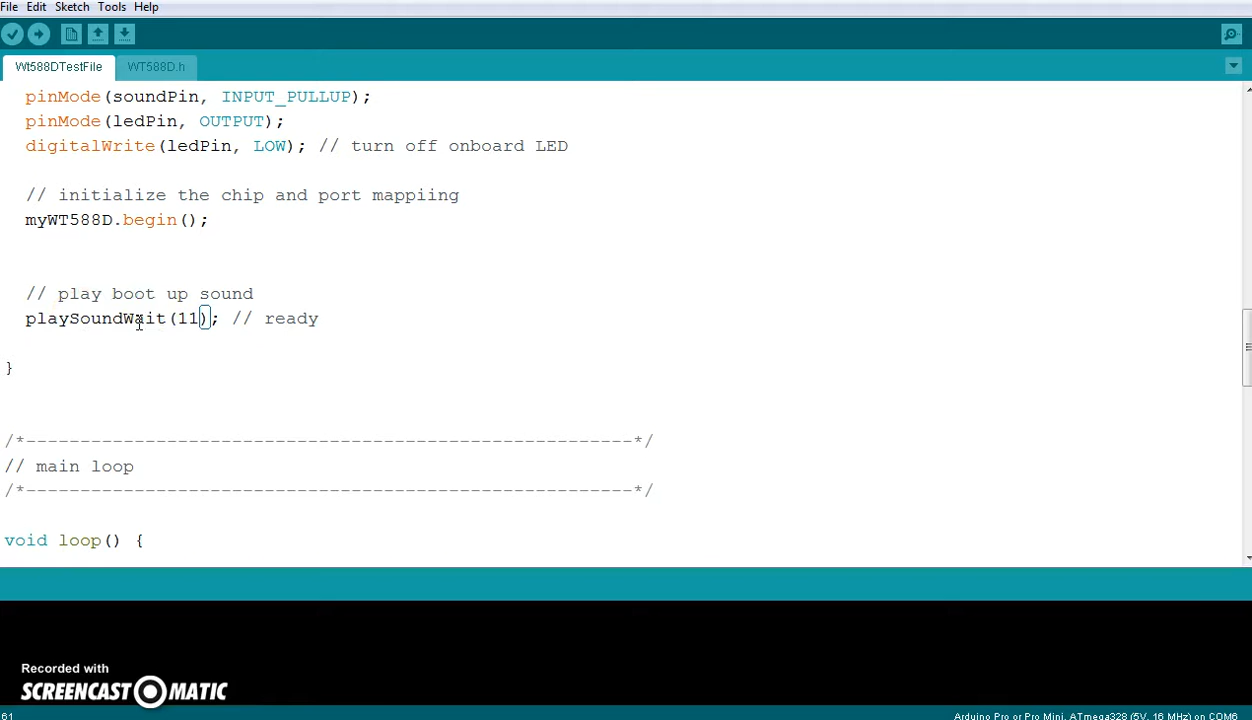 File Edit Sketch Tools Help
Wt588DTestFile WT588D.h
pinMode(soundPin, INPUT_PULLUP);
pinMode(ledPin, OUTPUT);
digitalWrite(ledPin, LOW); // turn off onboard LED
// initialize the chip and port mappiing
myWT588D.begin();
// play boot up sound
playSoundWait(11); // ready
}
/*--------------------------------------------------------*/
// main loop
/*--------------------------------------------------------*/
void loop() {
Recorded with
SCREENCAST-O-MATIC
61 Arduino Pro or Pro Mini, ATmega328 (5V, 16 MHz) on COM6